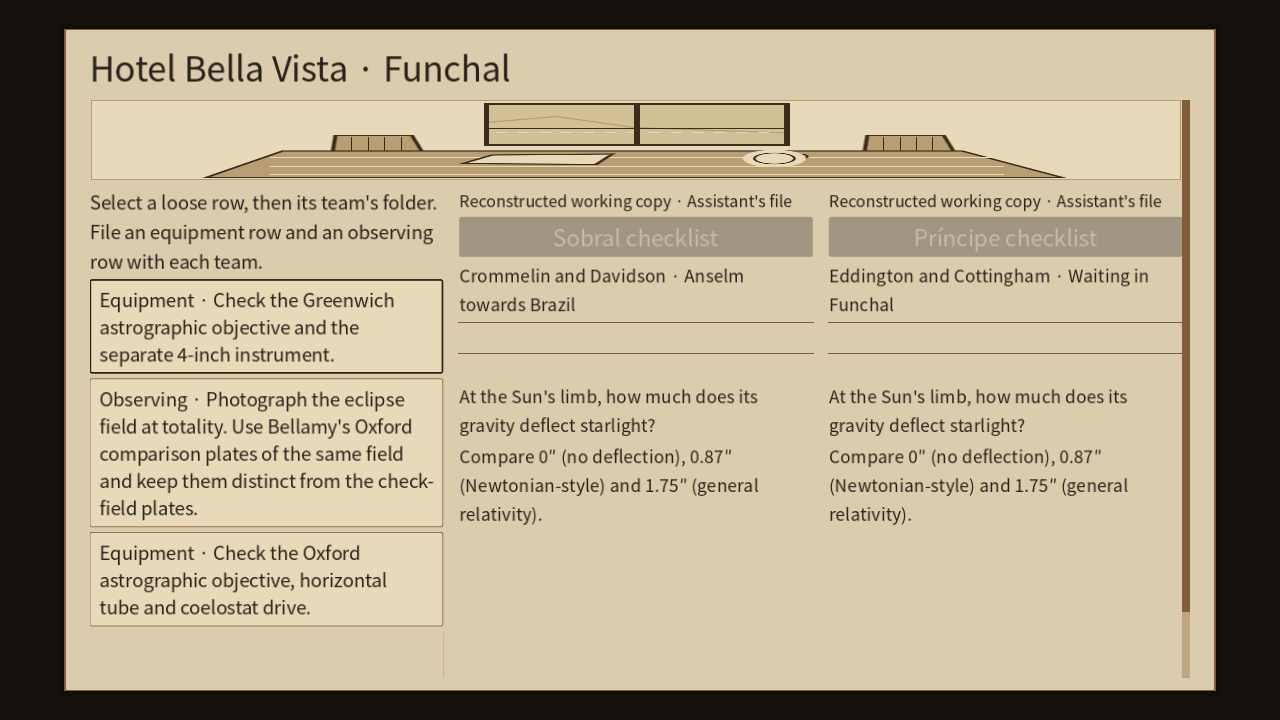 Hotel Bella Vista · Funchal
Select a loose row, then its team's folder.
File an equipment row and an observing
row with each team.
Equipment · Check the Greenwich
astrographic objective and the
separate 4-inch instrument.
Observing · Photograph the eclipse
field at totality. Use Bellamy's Oxford
comparison plates of the same field
and keep them distinct from the check-
field plates.
Equipment · Check the Oxford
astrographic objective, horizontal
tube and coelostat drive.
Reconstructed working copy · Assistant's file
Sobral checklist
Crommelin and Davidson · Anselm
towards Brazil
At the Sun's limb, how much does its
gravity deflect starlight?
Compare 0″ (no deflection), 0.87″
(Newtonian-style) and 1.75″ (general
relativity).
Reconstructed working copy · Assistant's file
Príncipe checklist
Eddington and Cottingham · Waiting in
Funchal
At the Sun's limb, how much does its
gravity deflect starlight?
Compare 0″ (no deflection), 0.87″
(Newtonian-style) and 1.75″ (general
relativity).